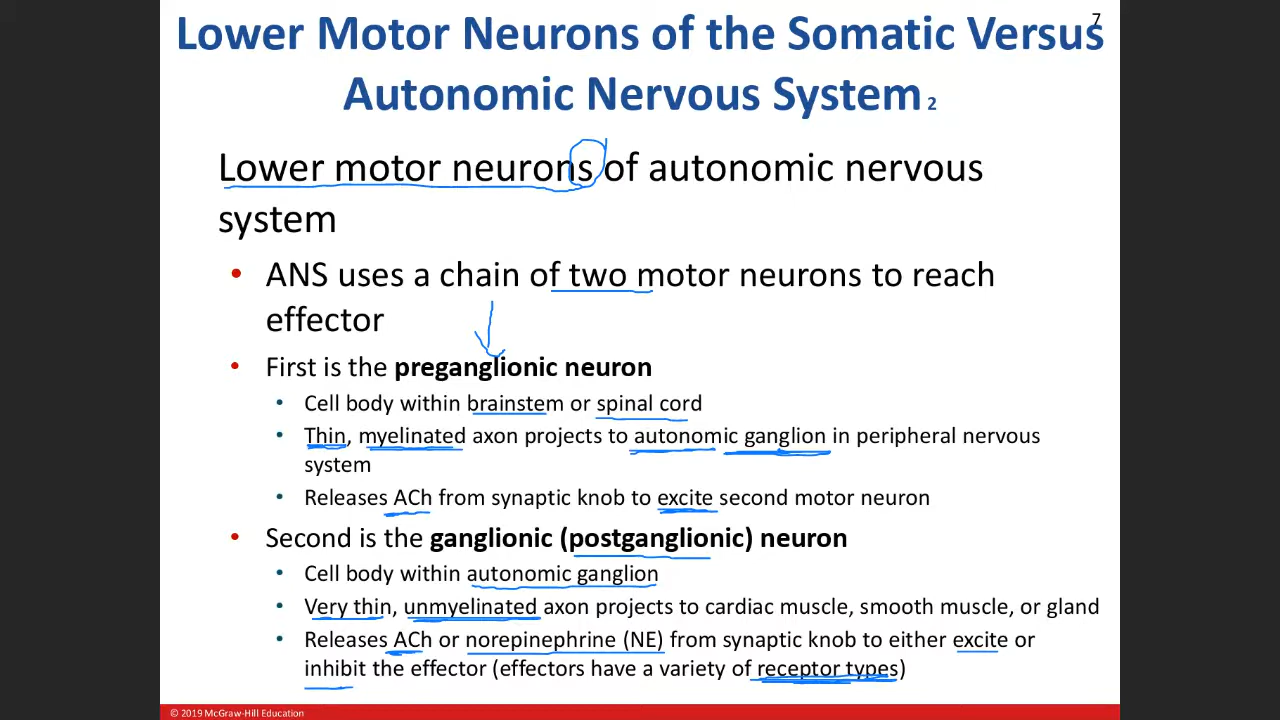 7
Lower Motor Neurons of the Somatic Versus
Autonomic Nervous System 2
Lower motor neurons of autonomic nervous
system
• ANS uses a chain of two motor neurons to reach
effector
• First is the preganglionic neuron
• Cell body within brainstem or spinal cord
• Thin, myelinated axon projects to autonomic ganglion in peripheral nervous
system
• Releases ACh from synaptic knob to excite second motor neuron
• Second is the ganglionic (postganglionic) neuron
• Cell body within autonomic ganglion
• Very thin, unmyelinated axon projects to cardiac muscle, smooth muscle, or gland
• Releases ACh or norepinephrine (NE) from synaptic knob to either excite or
inhibit the effector (effectors have a variety of receptor types)
© 2019 McGraw-Hill Education